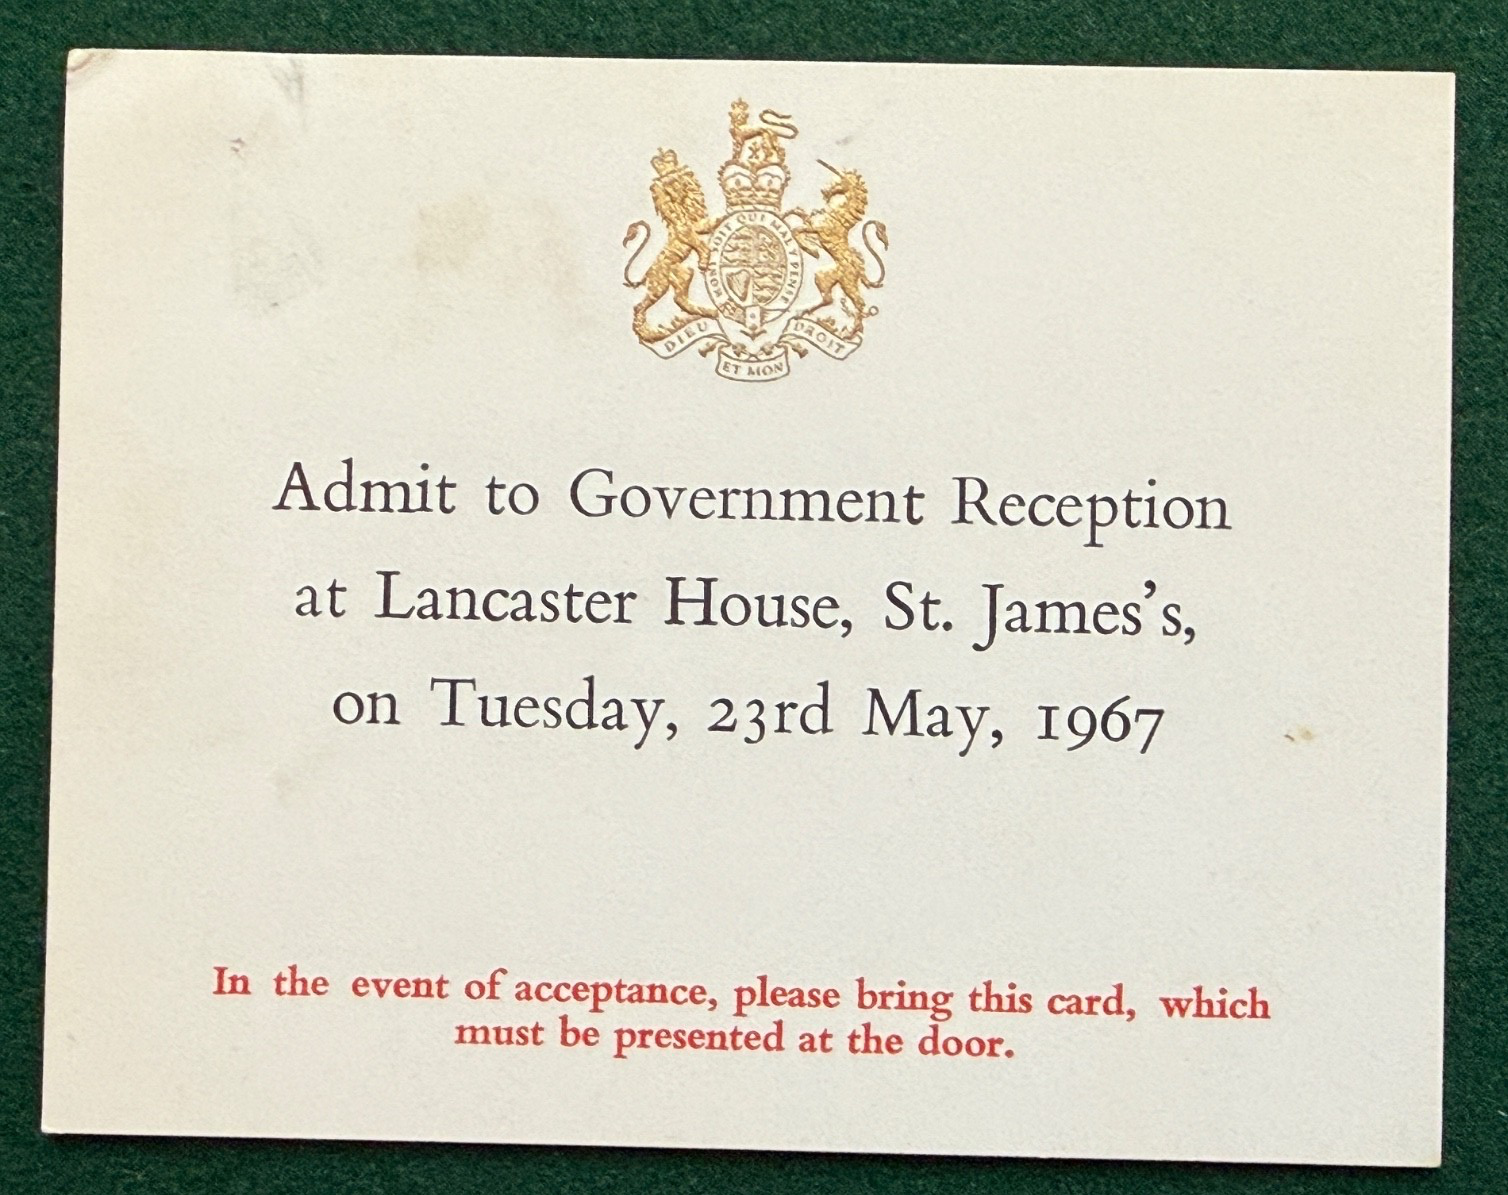 HONI SOIT QUI MAL Y PENSE
DIEU ET MON DROIT
Admit to Government Reception
at Lancaster House, St. James's,
on Tuesday, 23rd May, 1967
In the event of acceptance, please bring this card, which
must be presented at the door.